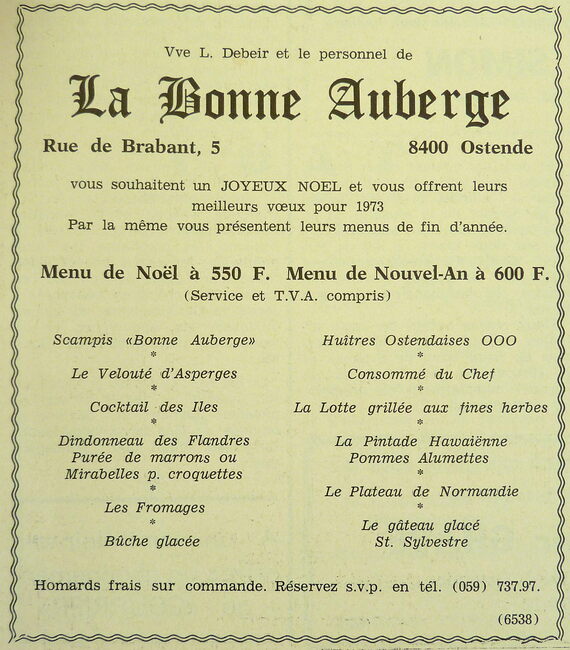 Vve L. Debeir et le personnel de
La Bonne Auberge
Rue de Brabant, 5 8400 Ostende
vous souhaitent un JOYEUX NOEL et vous offrent leurs
meilleurs vœux pour 1973
Par la même vous présentent leurs menus de fin d'année.
Menu de Noël à 550 F. Menu de Nouvel-An à 600 F.
(Service et T.V.A. compris)
Scampis «Bonne Auberge»
*
Le Velouté d'Asperges
*
Cocktail des Iles
*
Dindonneau des Flandres
Purée de marrons ou
Mirabelles p. croquettes
*
Les Fromages
*
Bûche glacée
Huîtres Ostendaises OOO
*
Consommé du Chef
*
La Lotte grillée aux fines herbes
*
La Pintade Hawaiënne
Pommes Alumettes
*
Le Plateau de Normandie
*
Le gâteau glacé
St. Sylvestre
Homards frais sur commande. Réservez s.v.p. en tél. (059) 737.97.
(6538)